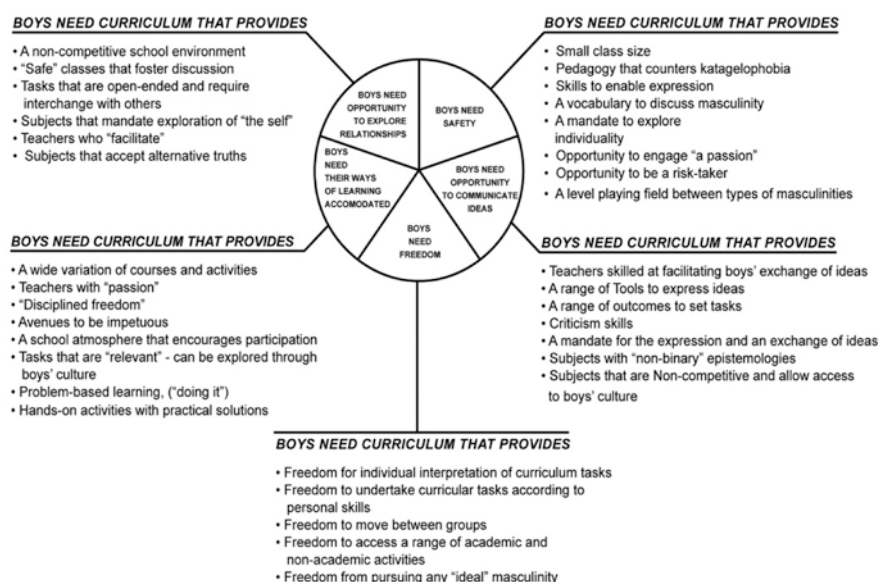 BOYS NEED CURRICULUM THAT PROVIDES
• A non-competitive school environment
• “Safe” classes that foster discussion
• Tasks that are open-ended and require
interchange with others
• Subjects that mandate exploration of “the self”
• Teachers who “facilitate”
• Subjects that accept alternative truths
BOYS NEED CURRICULUM THAT PROVIDES
• Small class size
• Pedagogy that counters katagelophobia
• Skills to enable expression
• A vocabulary to discuss masculinity
• A mandate to explore
individuality
• Opportunity to engage “a passion”
• Opportunity to be a risk-taker
• A level playing field between types of masculinities
BOYS NEED
OPPORTUNITY
TO EXPLORE
RELATIONSHIPS
BOYS NEED
SAFETY
BOYS
NEED
THEIR WAYS
OF LEARNING
ACCOMODATED
BOYS NEED
OPPORTUNITY
TO COMMUNICATE
IDEAS
BOYS
NEED
FREEDOM
BOYS NEED CURRICULUM THAT PROVIDES
• A wide variation of courses and activities
• Teachers with “passion”
• “Disciplined freedom”
• Avenues to be impetuous
• A school atmosphere that encourages participation
• Tasks that are “relevant” - can be explored through
boys’ culture
• Problem-based learning, (“doing it”)
• Hands-on activities with practical solutions
BOYS NEED CURRICULUM THAT PROVIDES
• Teachers skilled at facilitating boys’ exchange of ideas
• A range of Tools to express ideas
• A range of outcomes to set tasks
• Criticism skills
• A mandate for the expression and an exchange of ideas
• Subjects with “non-binary” epistemologies
• Subjects that are Non-competitive and allow access
to boys’ culture
BOYS NEED CURRICULUM THAT PROVIDES
• Freedom for individual interpretation of curriculum tasks
• Freedom to undertake curricular tasks according to
personal skills
• Freedom to move between groups
• Freedom to access a range of academic and
non-academic activities
• Freedom from pursuing any “ideal” masculinity